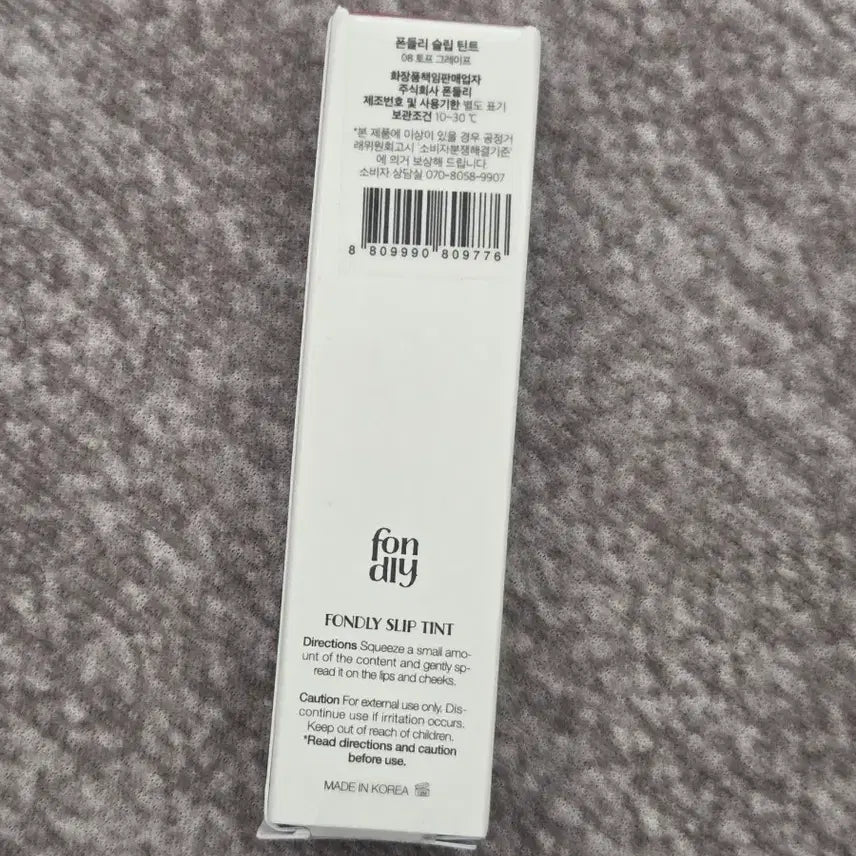 폰들리 슬립 틴트
08 토프 그레이프
화장품책임판매업자
주식회사 폰들리
제조번호 및 사용기한 별도 표기
보관조건 10~30 ℃
*본 제품에 이상이 있을 경우 공정거
래위원회고시 '소비자분쟁해결기준'
에 의거 보상해 드립니다.
소비자 상담실 070-8058-9907
8 809990 809776
fon
dly
FONDLY SLIP TINT
Directions Squeeze a small amo-
unt of the content and gently sp-
read it on the lips and cheeks.
Caution For external use only. Dis-
continue use if irritation occurs.
Keep out of reach of children.
*Read directions and caution
before use.
MADE IN KOREA